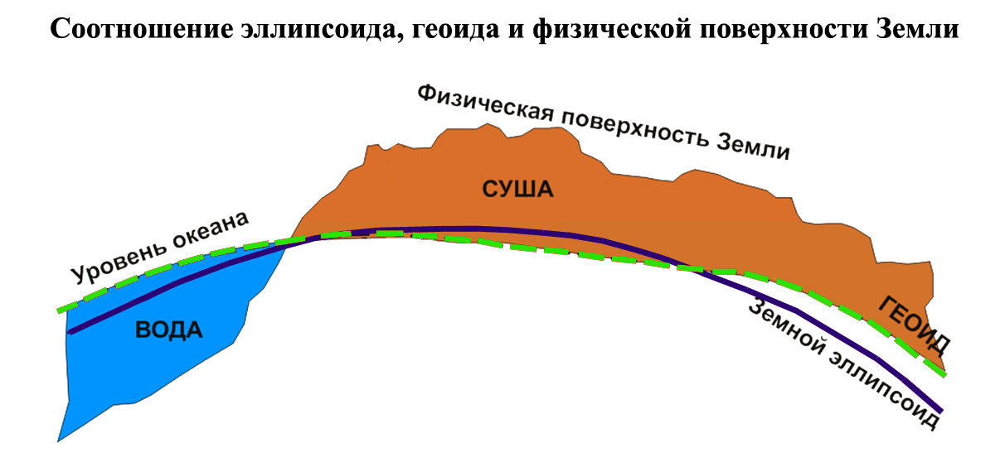 Соотношение эллипсоида, геоида и физической поверхности Земли
Физическая поверхность Земли
СУША
Уровень океана
ВОДА
ГЕОИД
Земной эллипсоид